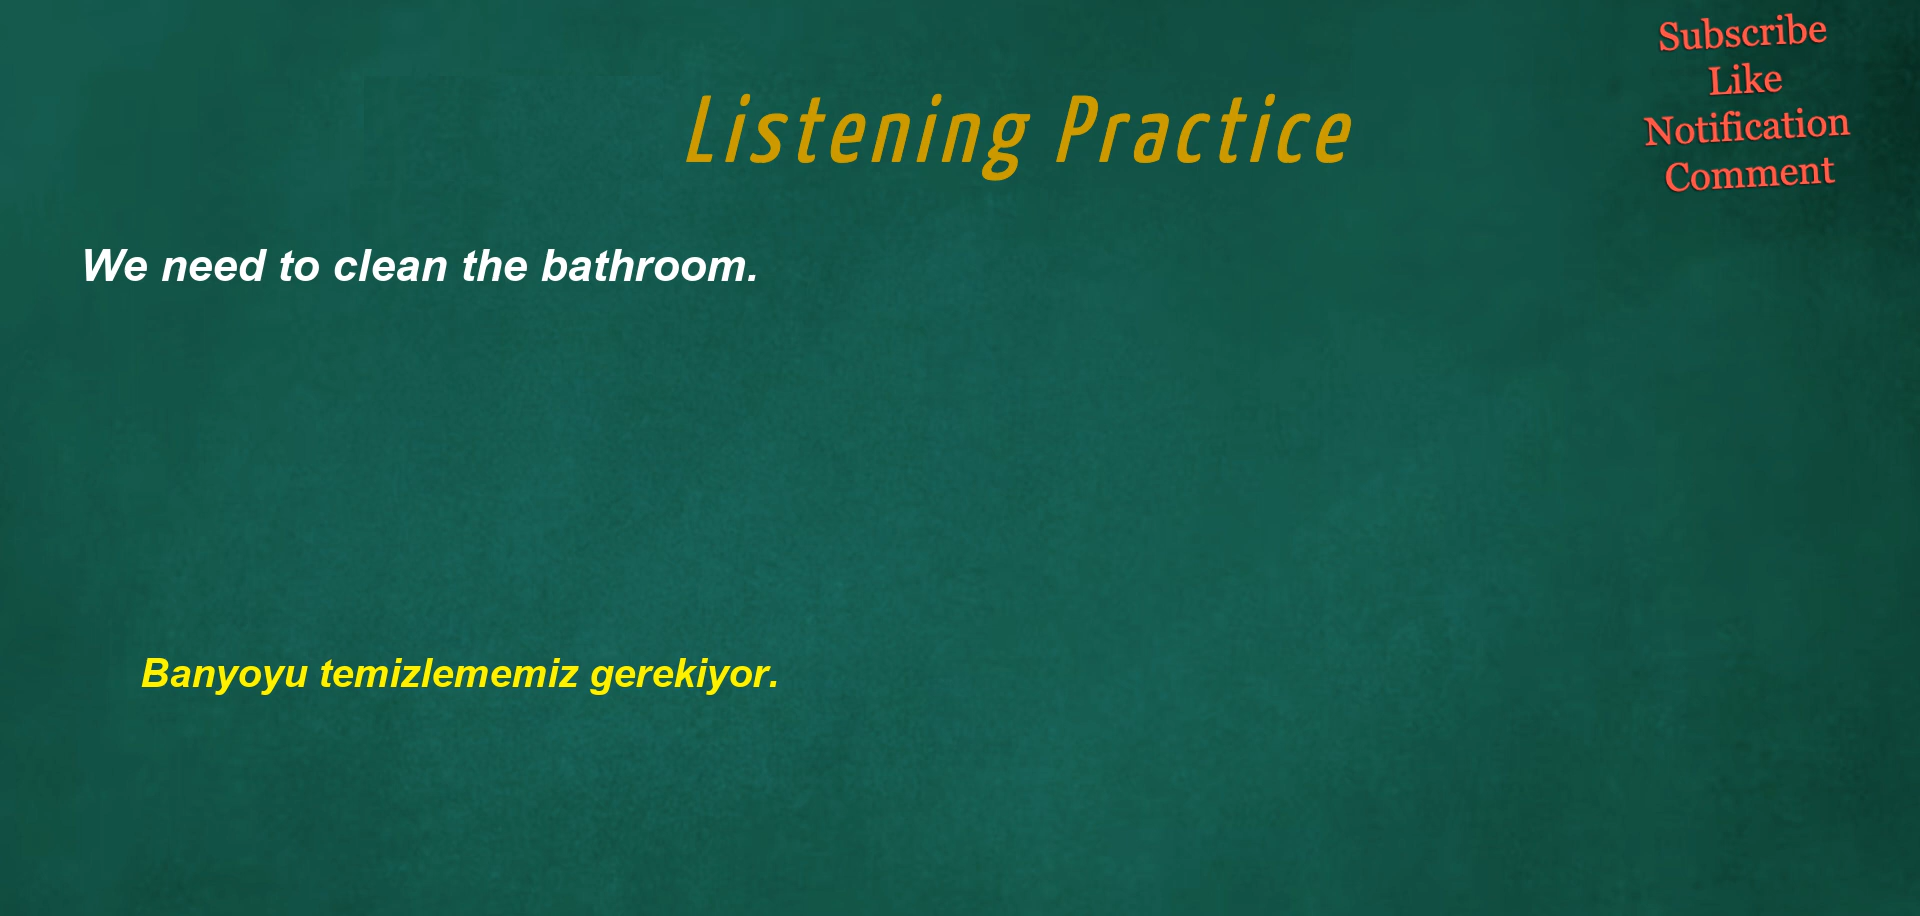 Listening Practice
Subscribe
Like
Notification
Comment
We need to clean the bathroom.
Banyoyu temizlememiz gerekiyor.